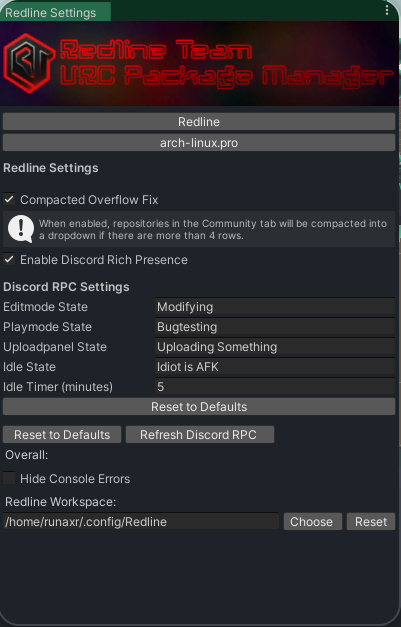 Redline Settings
Redline Team
VRC Package Manager
Redline
arch-linux.pro
Redline Settings
Compacted Overflow Fix
When enabled, repositories in the Community tab will be compacted into
a dropdown if there are more than 4 rows.
Enable Discord Rich Presence
Discord RPC Settings
Editmode State Modifying
Playmode State Bugtesting
Uploadpanel State Uploading Something
Idle State Idiot is AFK
Idle Timer (minutes) 5
Reset to Defaults
Reset to Defaults Refresh Discord RPC
Overall:
Hide Console Errors
Redline Workspace:
/home/runaxr/.config/Redline Choose Reset